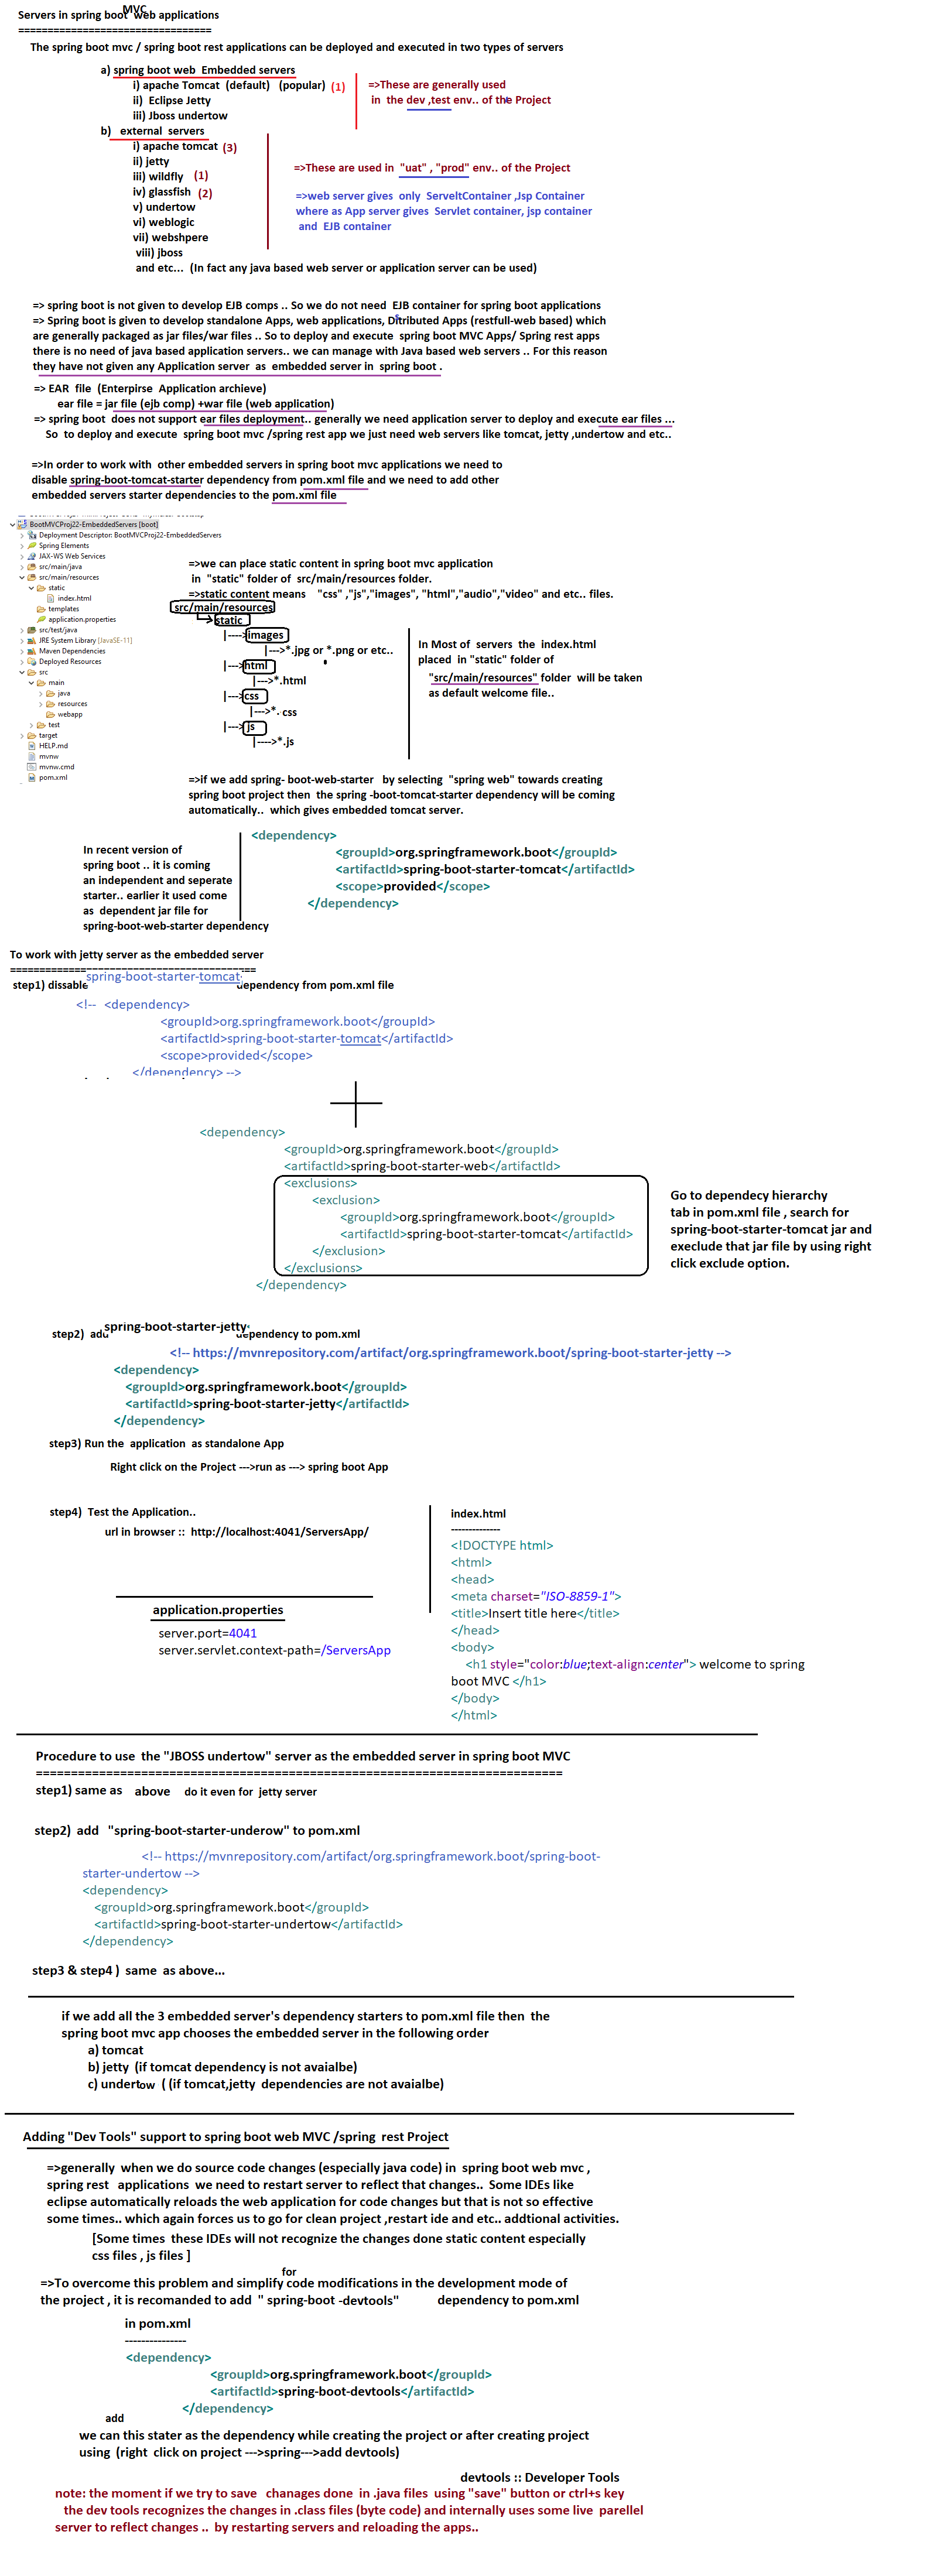 MVC
Servers in spring boot web applications
=================================
The spring boot mvc / spring boot rest applications can be deployed and executed in two types of servers
a) spring boot web Embedded servers
i) apache Tomcat (default) (popular) (1)
ii) Eclipse Jetty
iii) Jboss undertow
=>These are generally used
in the dev ,test env.. of the Project
b) external servers
i) apache tomcat (3)
ii) jetty
iii) wildfly (1)
iv) glassfish (2)
v) undertow
vi) weblogic
vii) webshpere
viii) jboss
and etc... (In fact any java based web server or application server can be used)
=>These are used in "uat" , "prod" env.. of the Project
=>web server gives only ServeltContainer ,Jsp Container
where as App server gives Servlet container, jsp container
and EJB container
=> spring boot is not given to develop EJB comps .. So we do not need EJB container for spring boot applications
=> Spring boot is given to develop standalone Apps, web applications, Ditributed Apps (restfull-web based) which
s
are generally packaged as jar files/war files .. So to deploy and execute spring boot MVC Apps/ Spring rest apps
there is no need of java based application servers.. we can manage with Java based web servers .. For this reason
they have not given any Application server as embedded server in spring boot .
=> EAR file (Enterpirse Application archieve)
ear file = jar file (ejb comp) +war file (web application)
=> spring boot does not support ear files deployment.. generally we need application server to deploy and execute ear files ...
So to deploy and execute spring boot mvc /spring rest app we just need web servers like tomcat, jetty ,undertow and etc..
=>In order to work with other embedded servers in spring boot mvc applications we need to
disable spring-boot-tomcat-starter dependency from pom.xml file and we need to add other
embedded servers starter dependencies to the pom.xml file
BootMVCProj22-EmbeddedServers [boot]
Deployment Descriptor: BootMVCProj22-EmbeddedServers
Spring Elements
JAX-WS Web Services
src/main/java
src/main/resources
static
index.html
templates
application.properties
src/test/java
JRE System Library [JavaSE-11]
Maven Dependencies
Deployed Resources
src
main
java
resources
webapp
test
target
HELP.md
mvnw
mvnw.cmd
pom.xml
=>we can place static content in spring boot mvc application
in "static" folder of src/main/resources folder.
=>static content means "css" ,"js","images", "html","audio","video" and etc.. files.
src/main/resources
static
|---->images
|--->*.jpg or *.png or etc..
|--->html
|--->*.html
|--->css
|--->*. css
|--->js
|---->*.js
In Most of servers the index.html
placed in "static" folder of
"src/main/resources" folder will be taken
as default welcome file..
=>if we add spring- boot-web-starter by selecting "spring web" towards creating
spring boot project then the spring -boot-tomcat-starter dependency will be coming
automatically.. which gives embedded tomcat server.
In recent version of
spring boot .. it is coming
an independent and seperate
starter.. earlier it used come
as dependent jar file for
spring-boot-web-starter dependency
<dependency>
<groupId>org.springframework.boot</groupId>
<artifactId>spring-boot-starter-tomcat</artifactId>
<scope>provided</scope>
</dependency>
To work with jetty server as the embedded server
==========================================
step1) dissable spring-boot-starter-tomcat dependency from pom.xml file
<!-- <dependency>
<groupId>org.springframework.boot</groupId>
<artifactId>spring-boot-starter-tomcat</artifactId>
<scope>provided</scope>
</dependency> -->
<dependency>
<groupId>org.springframework.boot</groupId>
<artifactId>spring-boot-starter-web</artifactId>
<exclusions>
<exclusion>
<groupId>org.springframework.boot</groupId>
<artifactId>spring-boot-starter-tomcat</artifactId>
</exclusion>
</exclusions>
</dependency>
Go to dependecy hierarchy
tab in pom.xml file , search for
spring-boot-starter-tomcat jar and
execlude that jar file by using right
click exclude option.
step2) add spring-boot-starter-jetty dependency to pom.xml
<!-- https://mvnrepository.com/artifact/org.springframework.boot/spring-boot-starter-jetty -->
<dependency>
<groupId>org.springframework.boot</groupId>
<artifactId>spring-boot-starter-jetty</artifactId>
</dependency>
step3) Run the application as standalone App
Right click on the Project --->run as ---> spring boot App
step4) Test the Application..
url in browser :: http://localhost:4041/ServersApp/
application.properties
server.port=4041
server.servlet.context-path=/ServersApp
index.html
--------------
<!DOCTYPE html>
<html>
<head>
<meta charset="ISO-8859-1">
<title>Insert title here</title>
</head>
<body>
<h1 style="color:blue;text-align:center"> welcome to spring
boot MVC </h1>
</body>
</html>
Procedure to use the "JBOSS undertow" server as the embedded server in spring boot MVC
===========================================================================
step1) same as above do it even for jetty server
step2) add "spring-boot-starter-underow" to pom.xml
<!-- https://mvnrepository.com/artifact/org.springframework.boot/spring-boot-
starter-undertow -->
<dependency>
<groupId>org.springframework.boot</groupId>
<artifactId>spring-boot-starter-undertow</artifactId>
</dependency>
step3 & step4 ) same as above...
if we add all the 3 embedded server's dependency starters to pom.xml file then the
spring boot mvc app chooses the embedded server in the following order
a) tomcat
b) jetty (if tomcat dependency is not avaialbe)
c) undertow ( (if tomcat,jetty dependencies are not avaialbe)
Adding "Dev Tools" support to spring boot web MVC /spring rest Project
=>generally when we do source code changes (especially java code) in spring boot web mvc ,
spring rest applications we need to restart server to reflect that changes.. Some IDEs like
eclipse automatically reloads the web application for code changes but that is not so effective
some times.. which again forces us to go for clean project ,restart ide and etc.. addtional activities.
[Some times these IDEs will not recognize the changes done static content especially
css files , js files ]
for
=>To overcome this problem and simplify code modifications in the development mode of
the project , it is recomanded to add " spring-boot -devtools" dependency to pom.xml
in pom.xml
---------------
<dependency>
<groupId>org.springframework.boot</groupId>
<artifactId>spring-boot-devtools</artifactId>
</dependency>
add
we can this stater as the dependency while creating the project or after creating project
using (right click on project --->spring--->add devtools)
devtools :: Developer Tools
note: the moment if we try to save chanages done in .java files using "save" button or ctrl+s key
the dev tools recognizes the changes in .class files (byte code) and internally uses some live parellel
server to reflect changes .. by restarting servers and reloading the apps..